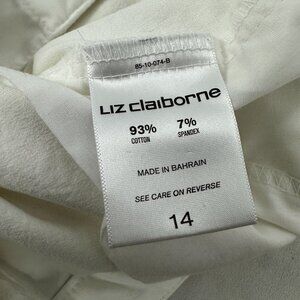 85-10-074-B
LIZ claIBORNE
93% 7%
COTTON SPANDEX
MADE IN BAHRAIN
SEE CARE ON REVERSE
14